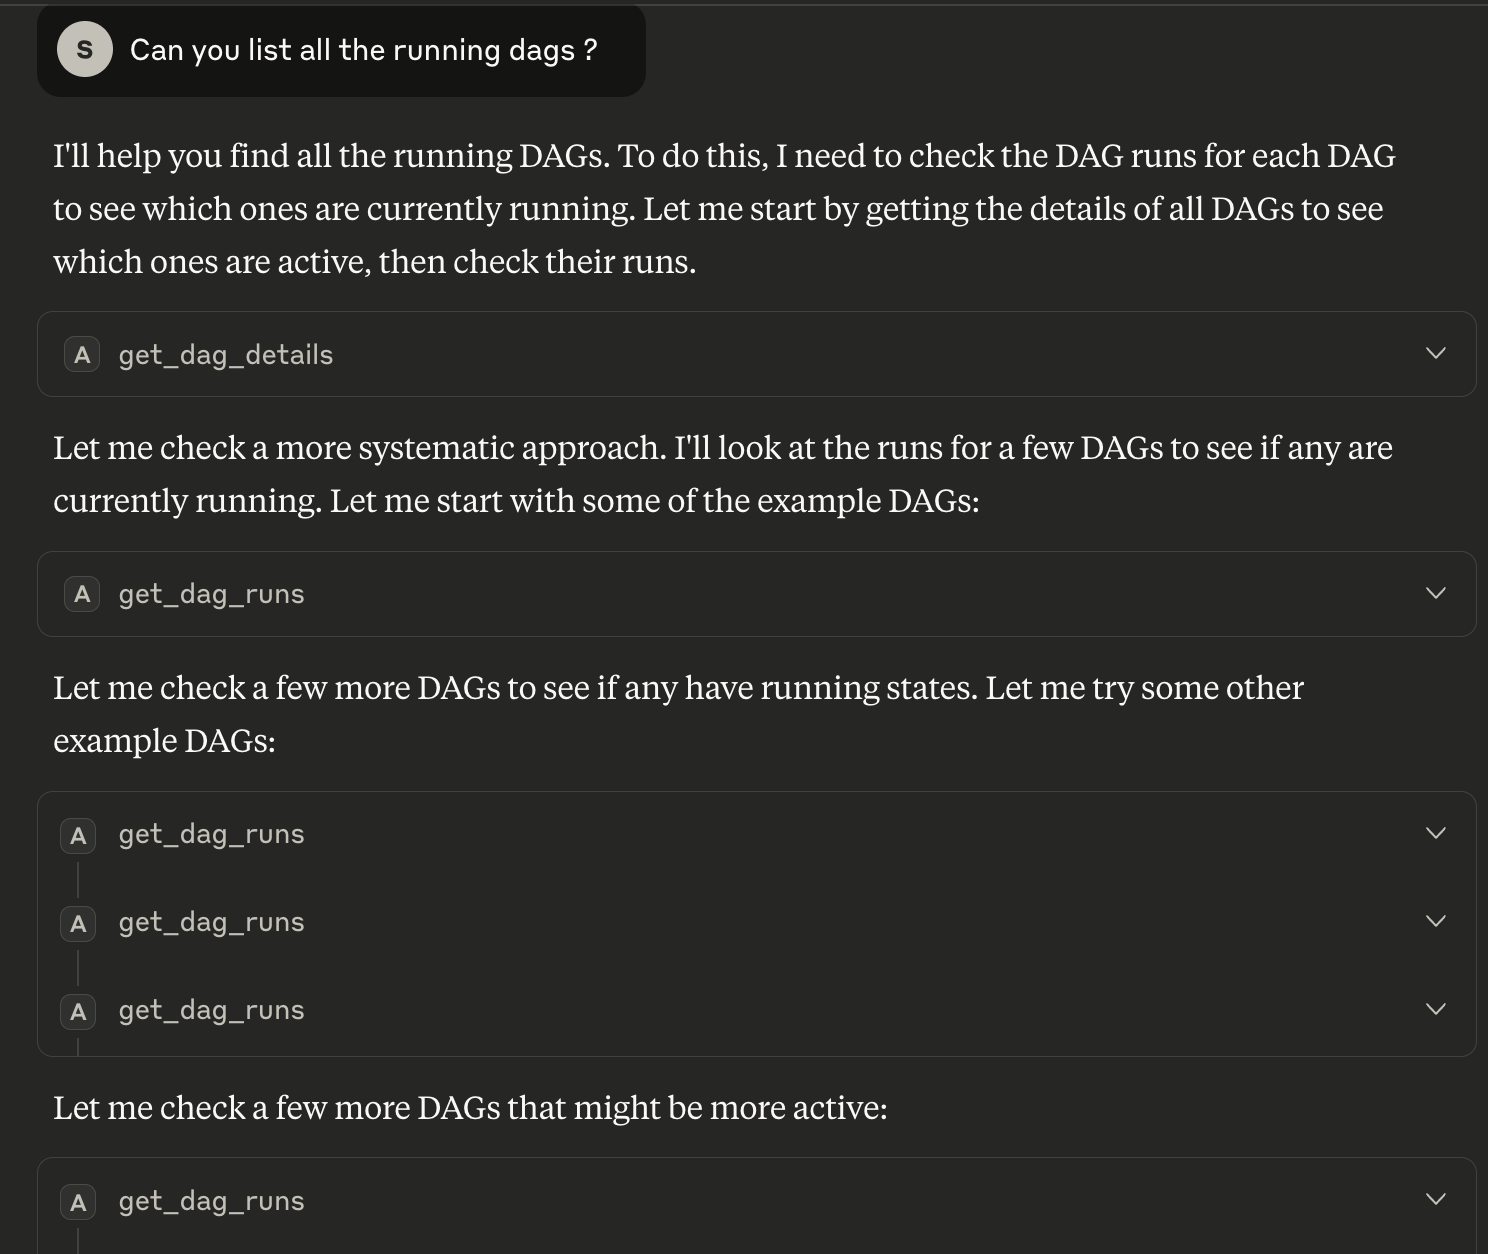 S Can you list all the running dags ?
I'll help you find all the running DAGs. To do this, I need to check the DAG runs for each DAG
to see which ones are currently running. Let me start by getting the details of all DAGs to see
which ones are active, then check their runs.
A get_dag_details
Let me check a more systematic approach. I'll look at the runs for a few DAGs to see if any are
currently running. Let me start with some of the example DAGs:
A get_dag_runs
Let me check a few more DAGs to see if any have running states. Let me try some other
example DAGs:
A get_dag_runs
A get_dag_runs
A get_dag_runs
Let me check a few more DAGs that might be more active:
A get_dag_runs